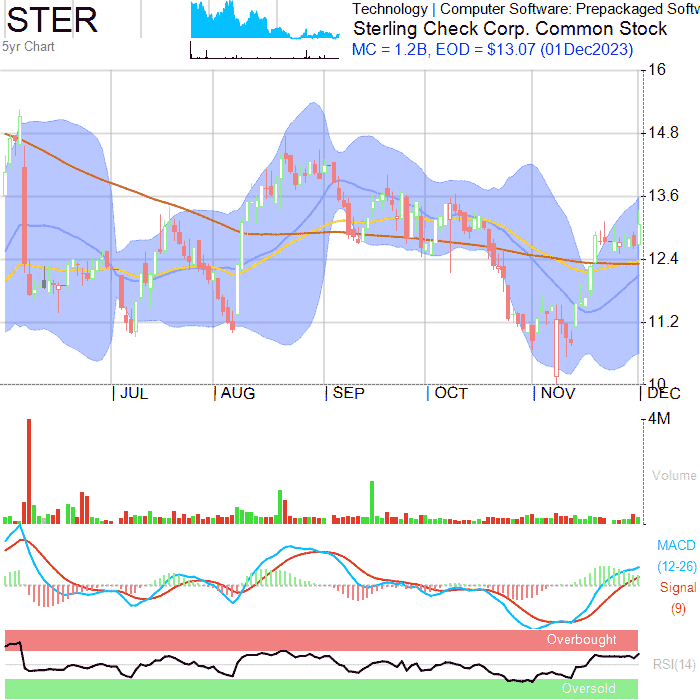 STER
5yr Chart
Technology | Computer Software: Prepackaged Softw
Sterling Check Corp. Common Stock
MC = 1.2B, EOD = $13.07 (01Dec2023)
16
14.8
13.6
12.4
11.2
10
JUL
AUG
SEP
OCT
NOV
DEC
4M
Volume
MACD
(12-26)
Signal
(9)
Overbought
RSI(14)
Oversold